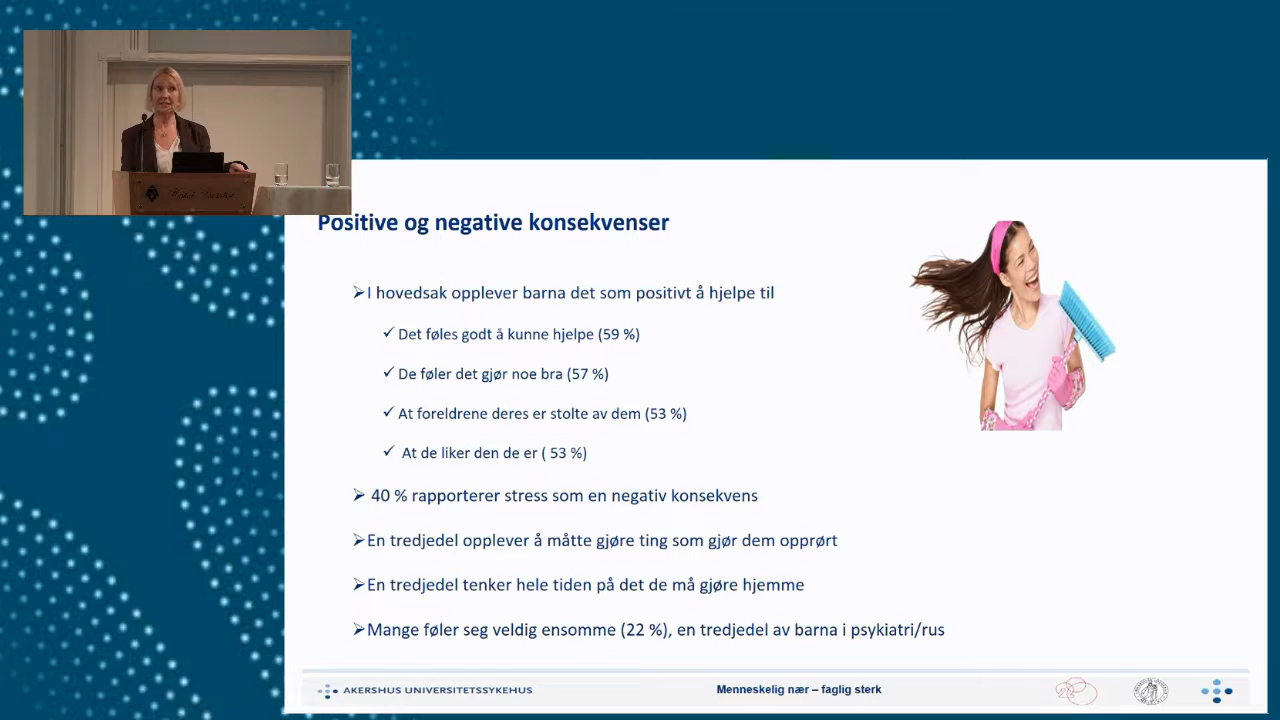 Positive og negative konsekvenser
➢I hovedsak opplever barna det som positivt å hjelpe til
✓ Det føles godt å kunne hjelpe (59 %)
✓ De føler det gjør noe bra (57 %)
✓ At foreldrene deres er stolte av dem (53 %)
✓ At de liker den de er ( 53 %)
➢ 40 % rapporterer stress som en negativ konsekvens
➢En tredjedel opplever å måtte gjøre ting som gjør dem opprørt
➢En tredjedel tenker hele tiden på det de må gjøre hjemme
➢Mange føler seg veldig ensomme (22 %), en tredjedel av barna i psykiatri/rus
AKERSHUS UNIVERSITETSSYKEHUS
Menneskelig nær – faglig sterk